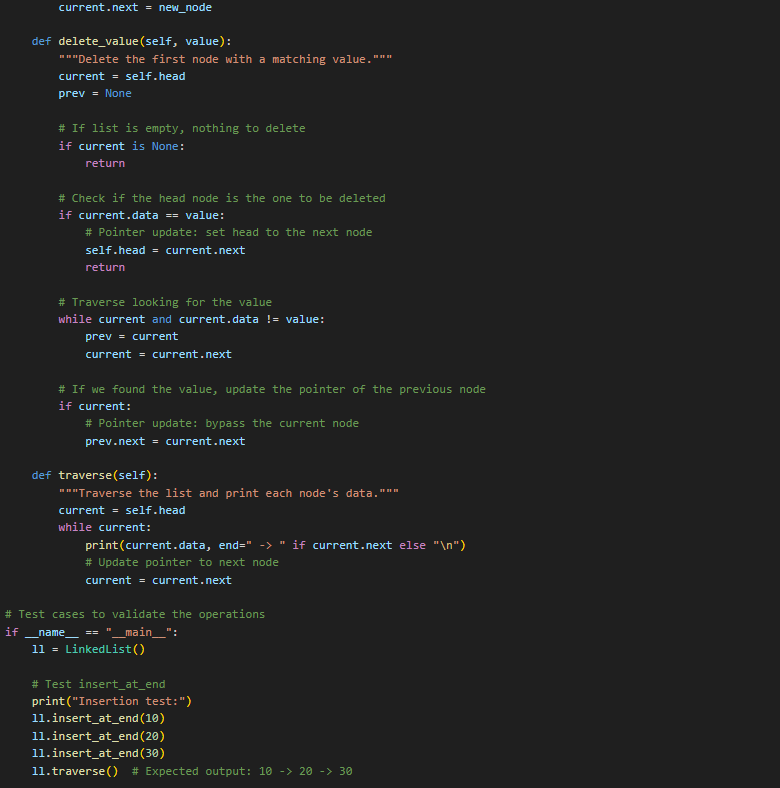 current.next = new_node

    def delete_value(self, value):
        """Delete the first node with a matching value."""
        current = self.head
        prev = None

        # If list is empty, nothing to delete
        if current is None:
            return

        # Check if the head node is the one to be deleted
        if current.data == value:
            # Pointer update: set head to the next node
            self.head = current.next
            return

        # Traverse looking for the value
        while current and current.data != value:
            prev = current
            current = current.next

        # If we found the value, update the pointer of the previous node
        if current:
            # Pointer update: bypass the current node
            prev.next = current.next

    def traverse(self):
        """Traverse the list and print each node's data."""
        current = self.head
        while current:
            print(current.data, end=" -> " if current.next else "\n")
            # Update pointer to next node
            current = current.next

# Test cases to validate the operations
if __name__ == "__main__":
    ll = LinkedList()

    # Test insert_at_end
    print("Insertion test:")
    ll.insert_at_end(10)
    ll.insert_at_end(20)
    ll.insert_at_end(30)
    ll.traverse()  # Expected output: 10 -> 20 -> 30